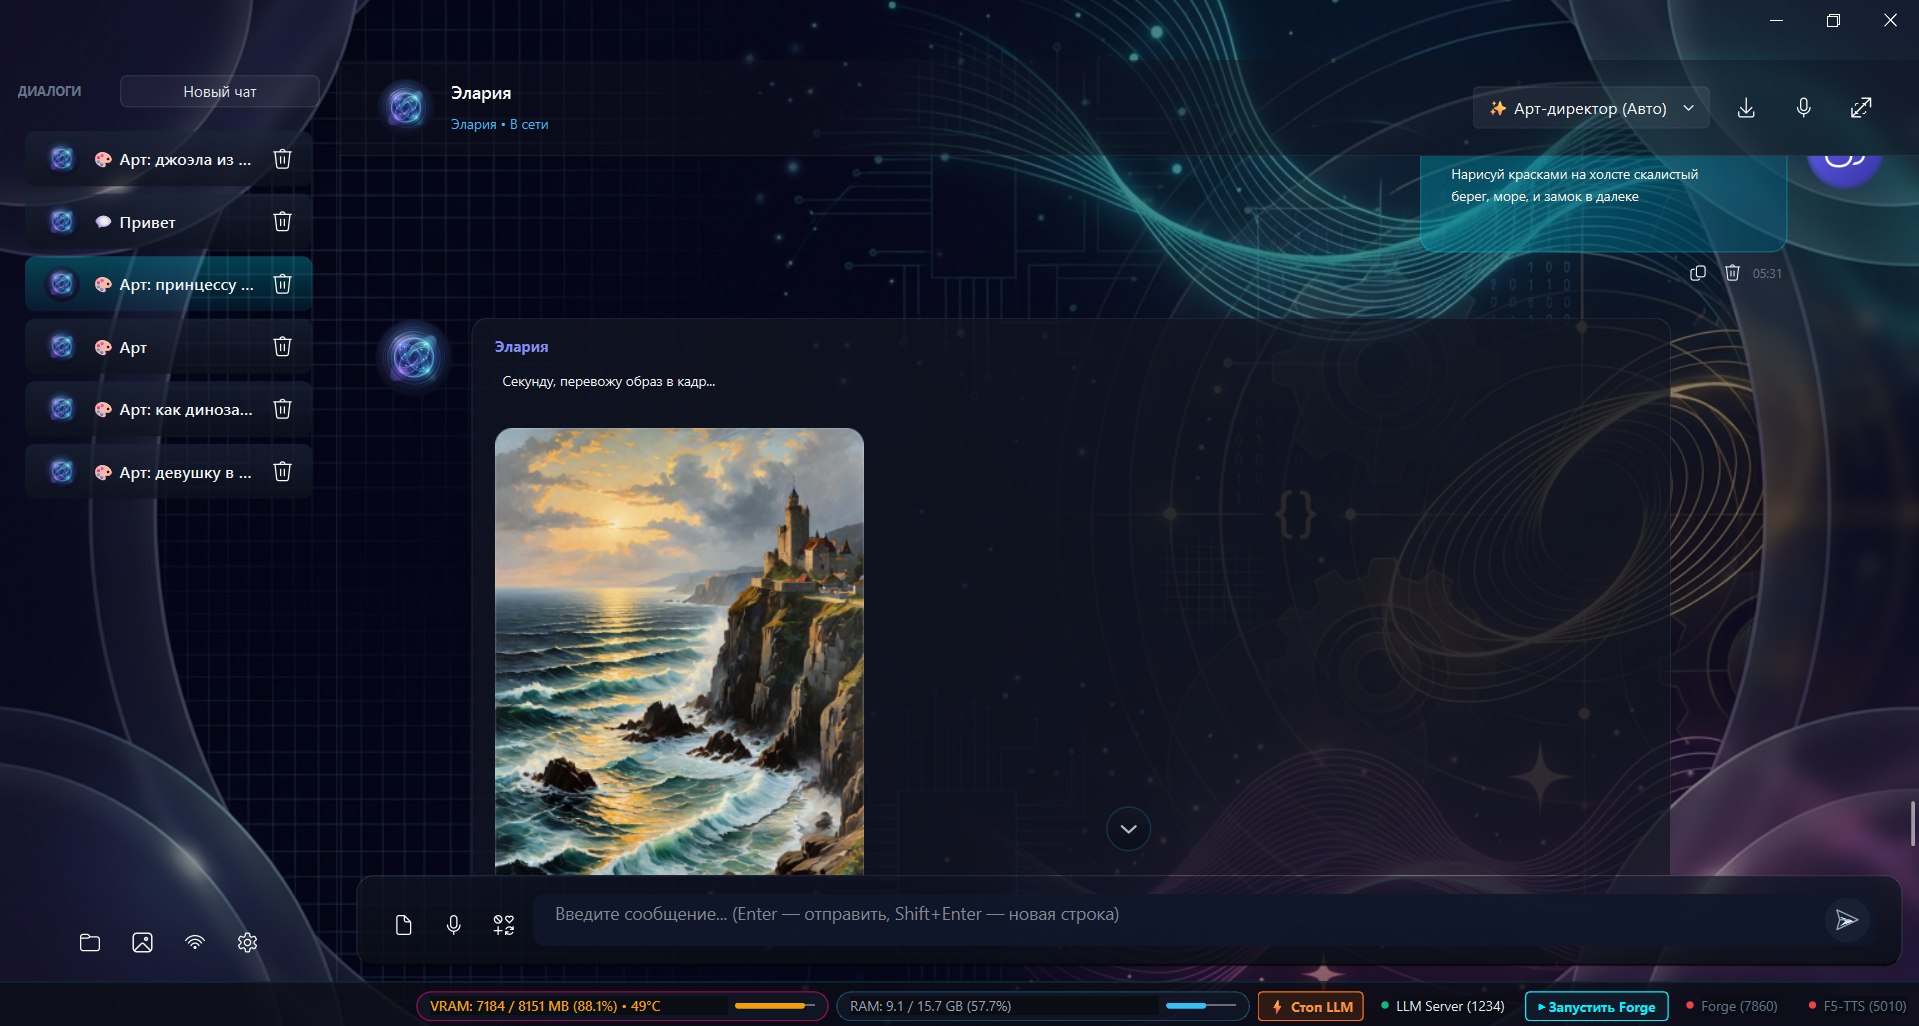 ДИАЛОГИ
Новый чат
Арт: джоэла из ...
Привет
Арт: принцессу ...
Арт
Арт: как диноза...
Арт: девушку в ...
Элария
Элария • В сети
Арт-директор (Авто)
Нарисуй красками на холсте скалистый
берег, море, и замок в далеке
05:31
Элария
Секунду, перевожу образ в кадр...
Введите сообщение... (Enter — отправить, Shift+Enter — новая строка)
VRAM: 7184 / 8151 MB (88.1%) • 49°C
RAM: 9.1 / 15.7 GB (57.7%)
Стоп LLM
LLM Server (1234)
Запустить Forge
Forge (7860)
F5-TTS (5010)